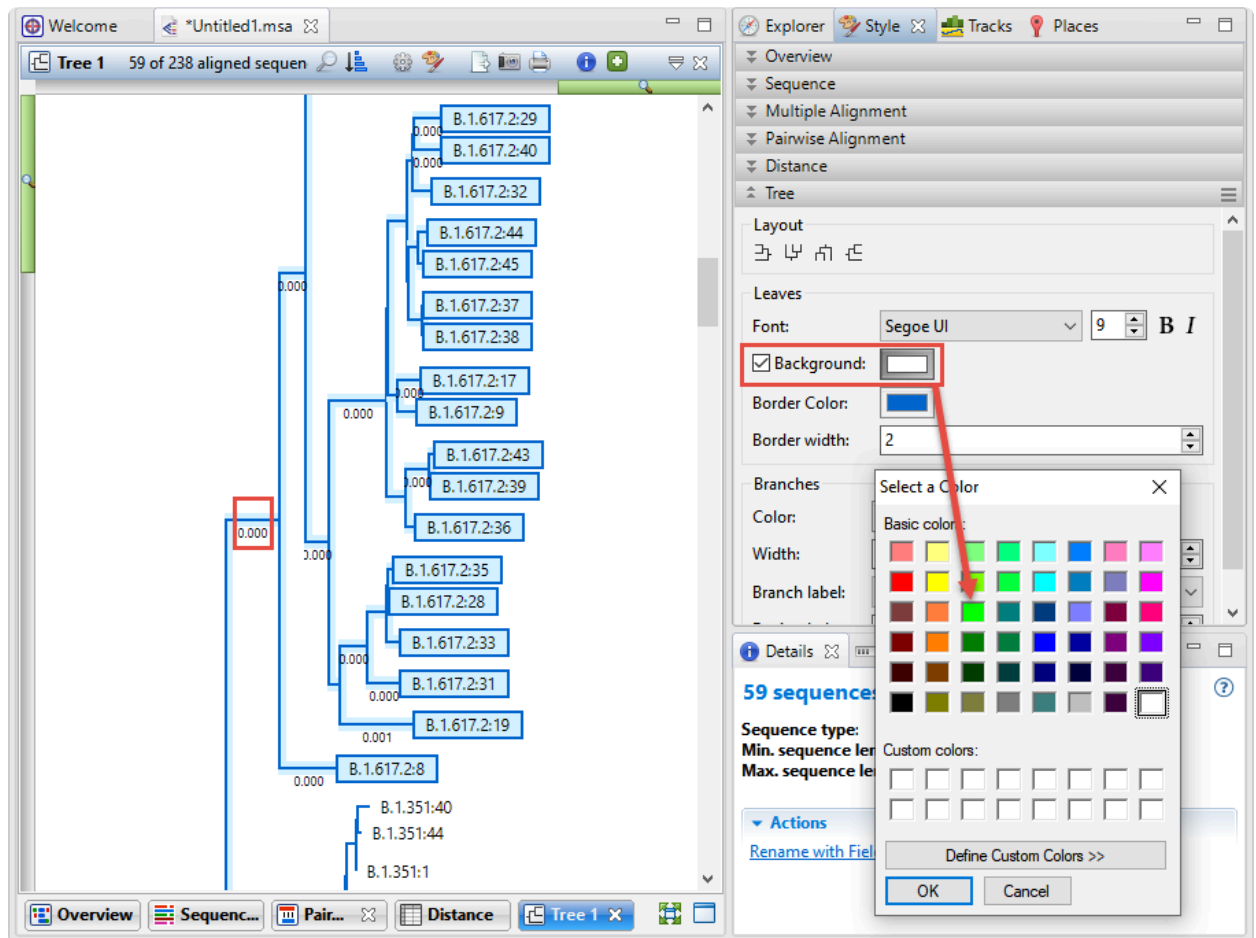 Welcome
*Untitled1.msa
Tree 1 59 of 238 aligned sequen
B.1.617.2:29
0.000
B.1.617.2:40
0.000
B.1.617.2:32
B.1.617.2:44
B.1.617.2:45
0.000
B.1.617.2:37
B.1.617.2:38
B.1.617.2:17
0.000
0.000
B.1.617.2:9
B.1.617.2:43
0.000
B.1.617.2:39
B.1.617.2:36
0.000
0.000
B.1.617.2:35
B.1.617.2:28
B.1.617.2:33
0.000
B.1.617.2:31
0.000
B.1.617.2:19
0.001
B.1.617.2:8
0.000
B.1.351:40
B.1.351:44
B.1.351:1
Overview
Sequenc...
Pair...
Distance
Tree 1
Explorer
Style
Tracks
Places
Overview
Sequence
Multiple Alignment
Pairwise Alignment
Distance
Tree
Layout
Leaves
Font:
Segoe UI
9
B I
Background:
Border Color:
Border width:
2
Branches
Color:
Width:
Branch label:
Select a Color
Basic colors:
Custom colors:
Define Custom Colors >>
OK
Cancel
Details
59 sequences
Sequence type:
Min. sequence len
Max. sequence le
Actions
Rename with Fiel